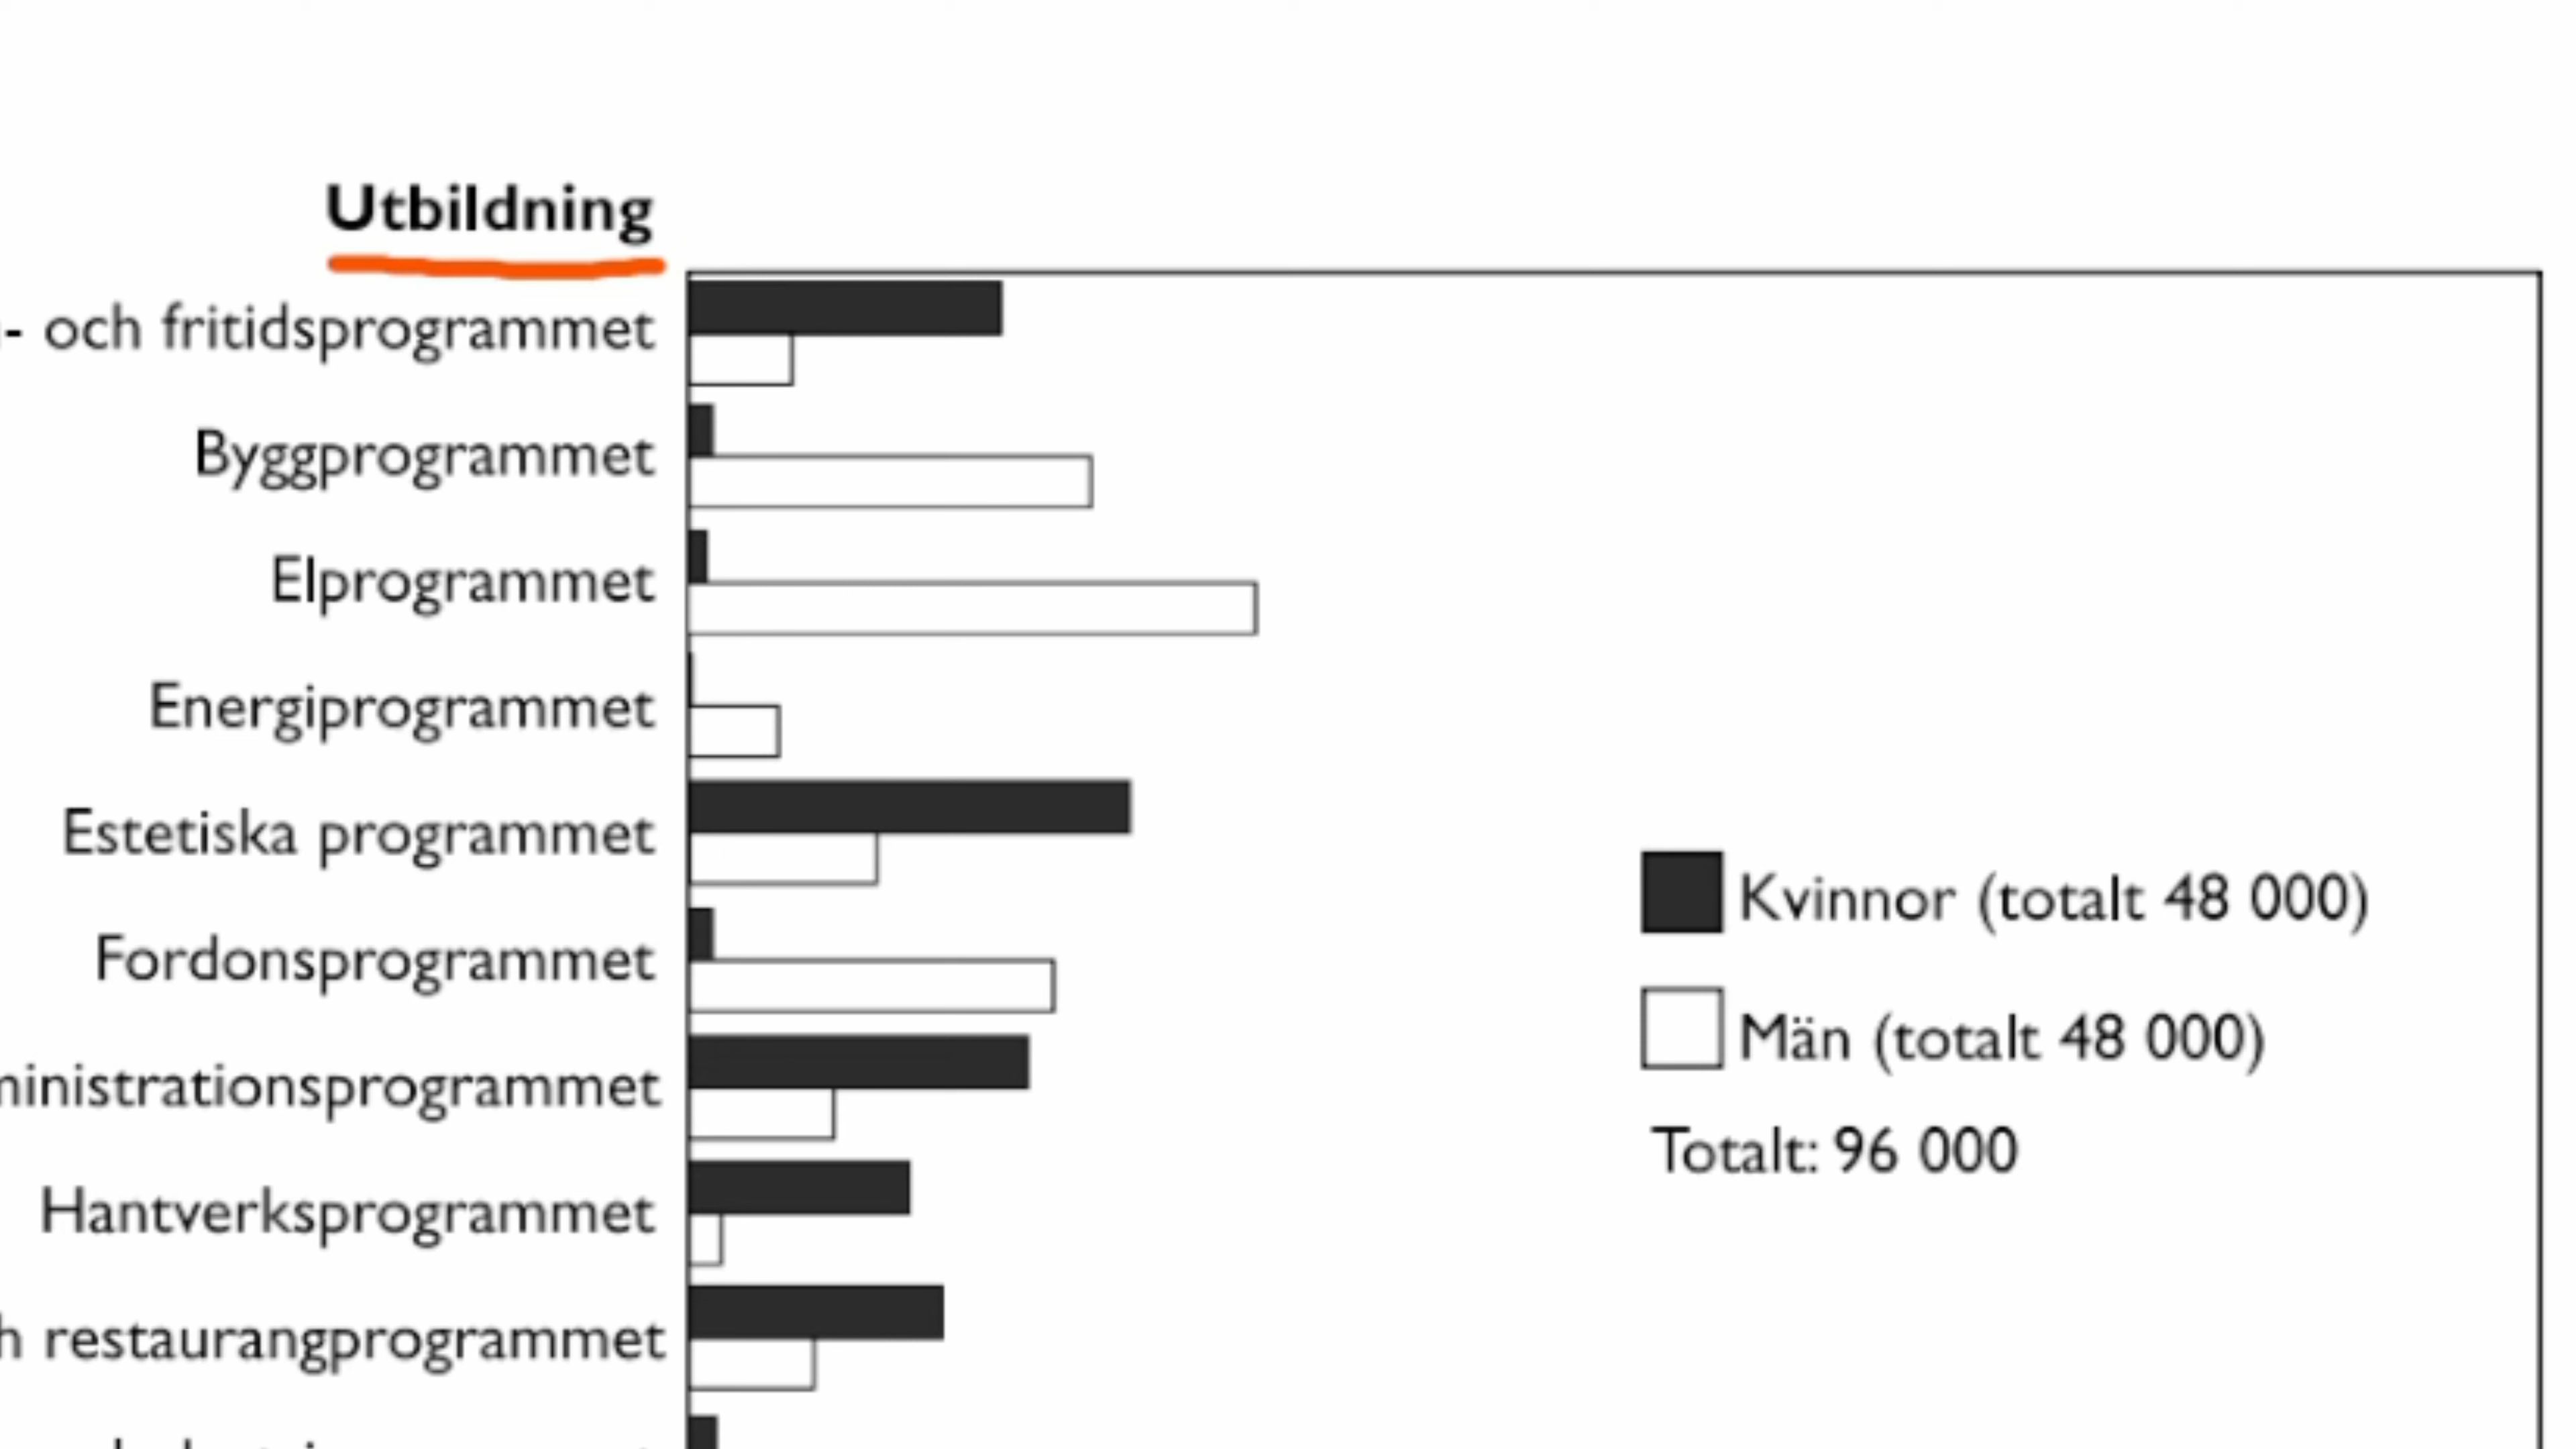 Utbildning
- och fritidsprogrammet
Byggprogrammet
Elprogrammet
Energiprogrammet
Estetiska programmet
Fordonsprogrammet
ministrationsprogrammet
Hantverksprogrammet
h restaurangprogrammet
Kvinnor (totalt 48 000)
Män (totalt 48 000)
Totalt: 96 000